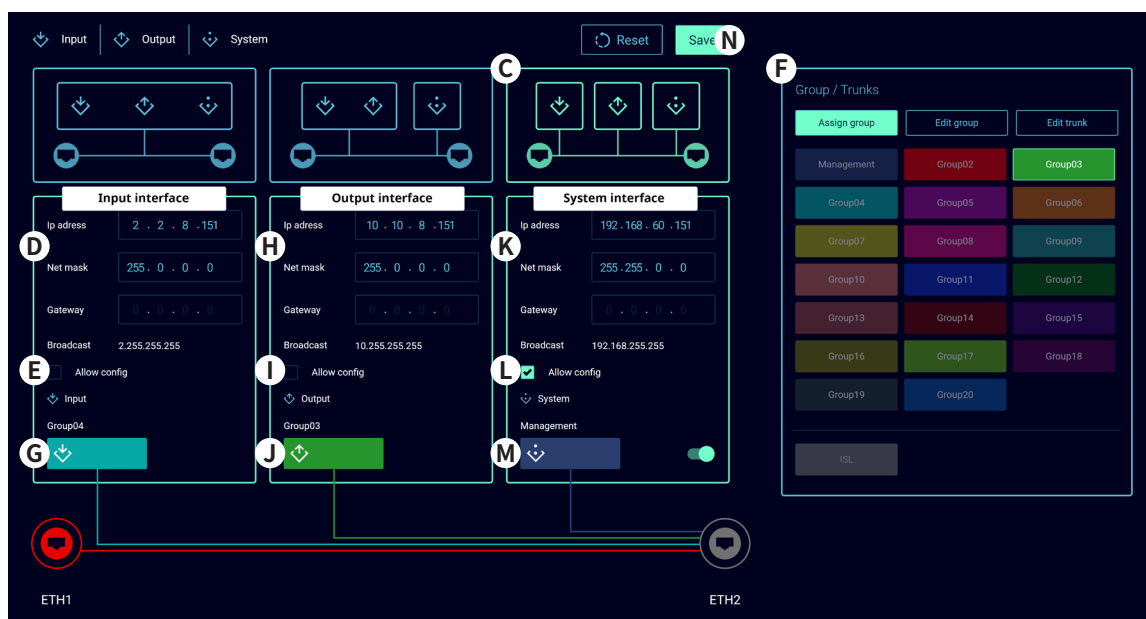 Input Output System
Reset
Save
N
C
F
Group / Trunks
Assign group Edit group Edit trunk
Management Group02 Group03
Group04 Group05 Group06
Group07 Group08 Group09
Group10 Group11 Group12
Group13 Group14 Group15
Group16 Group17 Group18
Group19 Group20
ISL
Input interface
D
Ip adress 2 . 2 . 8 .151
Net mask 255. 0 . 0 . 0
Gateway 0 . 0 . 0 . 0
Broadcast 2.255.255.255
E
Allow config
Input
Group04
G
Output interface
H
Ip adress 10 . 10 . 8 .151
Net mask 255. 0 . 0 . 0
Gateway 0 . 0 . 0 . 0
Broadcast 10.255.255.255
I
Allow config
Output
Group03
J
System interface
K
Ip adress 192.168. 60 .151
Net mask 255.255. 0 . 0
Gateway 0 . 0 . 0 . 0
Broadcast 192.168.255.255
L
Allow config
System
Management
M
ETH1 ETH2